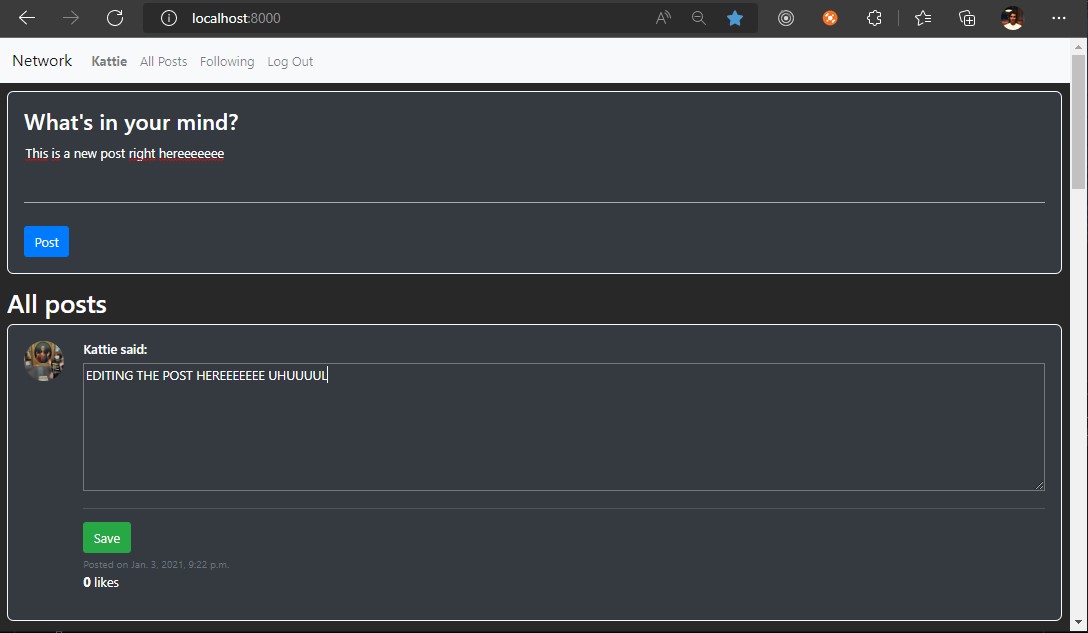 localhost:8000
Network Kattie All Posts Following Log Out
What's in your mind?
This is a new post right hereeeeeee
Post
All posts
Kattie said:
EDITING THE POST HEREEEEEEE UHUUUUL
Save
Posted on Jan. 3, 2021, 9:22 p.m.
0 likes